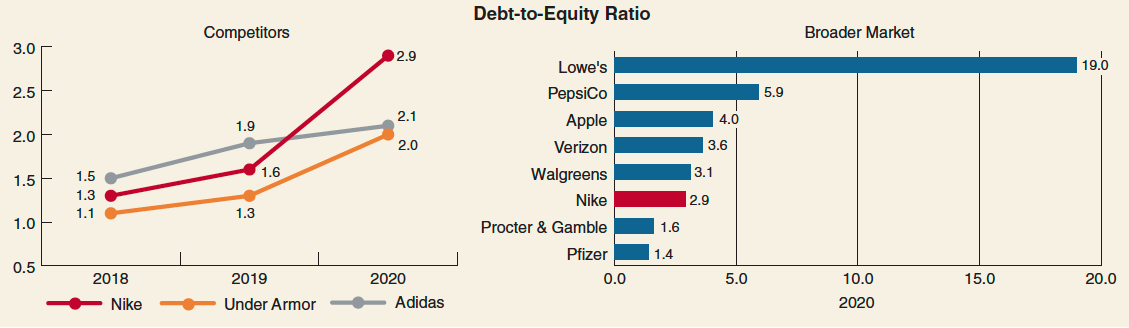 Debt-to-Equity Ratio
Competitors
3.0
2.5
2.0
1.5
1.0
0.5
1.5
1.3
1.1
1.9
1.6
1.3
2.9
2.1
2.0
2018 2019 2020
Nike Under Armor Adidas
Broader Market
Lowe's 19.0
PepsiCo 5.9
Apple 4.0
Verizon 3.6
Walgreens 3.1
Nike 2.9
Procter & Gamble 1.6
Pfizer 1.4
0.0 5.0 10.0 15.0 20.0
2020